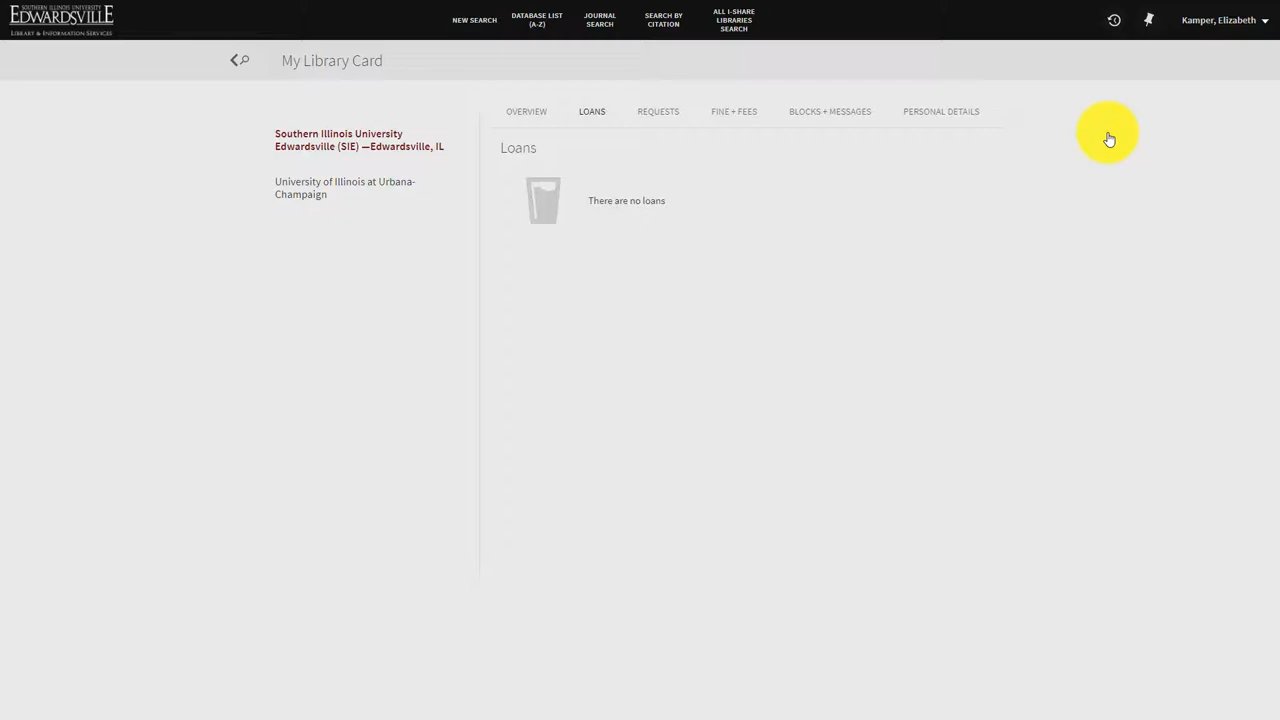 SOUTHERN ILLINOIS UNIVERSITY
EDWARDSVILLE
LIBRARY & INFORMATION SERVICES
NEW SEARCH
DATABASE LIST
(A-Z)
JOURNAL
SEARCH
SEARCH BY
CITATION
ALL I-SHARE
LIBRARIES
SEARCH
Kamper, Elizabeth
My Library Card
Southern Illinois University
Edwardsville (SIE) —Edwardsville, IL
University of Illinois at Urbana-
Champaign
OVERVIEW LOANS REQUESTS FINE + FEES BLOCKS + MESSAGES PERSONAL DETAILS
Loans
There are no loans